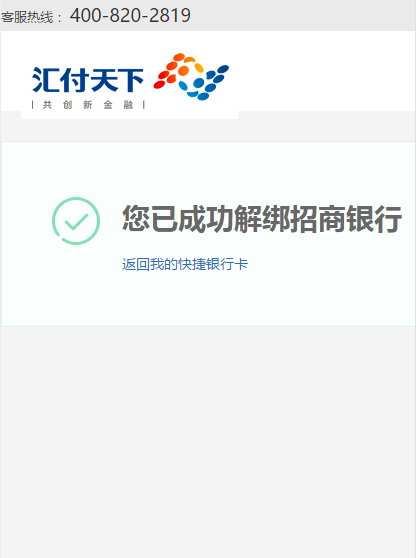 客服热线： 400-820-2819
汇付天下
| 共 创 新 金 融 |
您已成功解绑招商银行
返回我的快捷银行卡